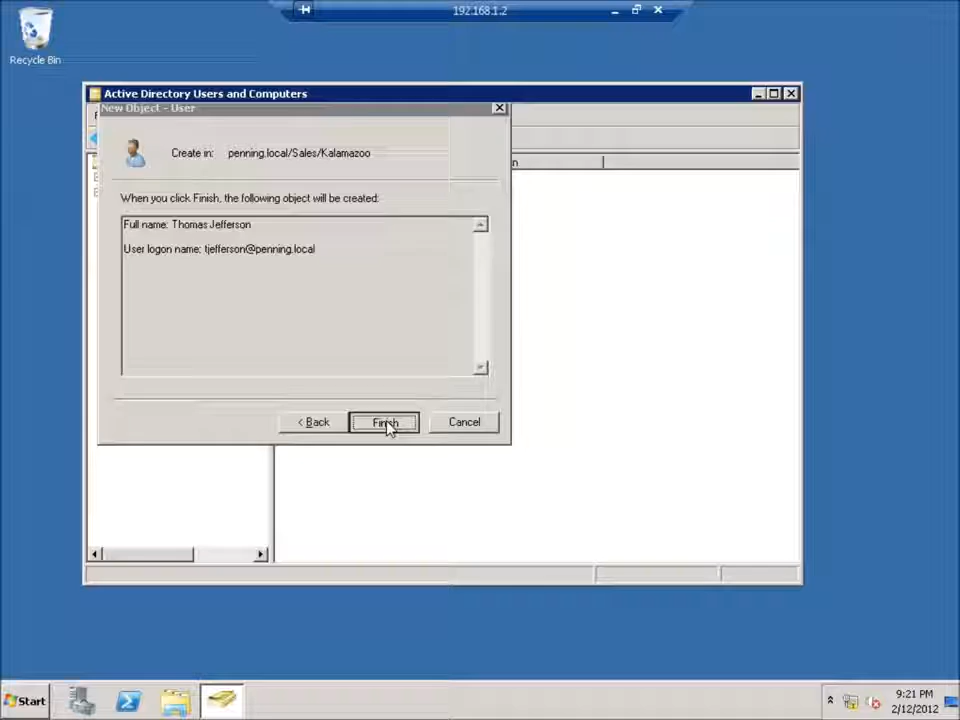 192.168.1.2
Recycle Bin
Active Directory Users and Computers
New Object - User
Create in: penning.local/Sales/Kalamazoo
When you click Finish, the following object will be created:
Full name: Thomas Jefferson
User logon name: tjefferson@penning.local
< Back
Finish
Cancel
Start
9:21 PM
2/12/2012